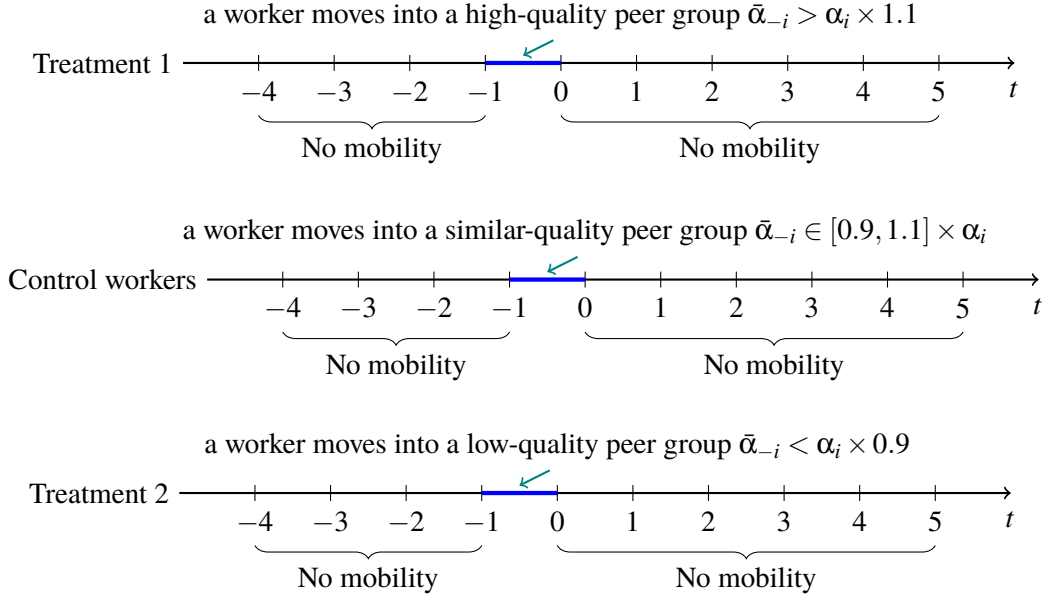 a worker moves into a high-quality peer group ᾱ₋ᵢ > αᵢ × 1.1
Treatment 1
−4 −3 −2 −1 0 1 2 3 4 5 t
No mobility No mobility
a worker moves into a similar-quality peer group ᾱ₋ᵢ ∈ [0.9, 1.1] × αᵢ
Control workers
−4 −3 −2 −1 0 1 2 3 4 5 t
No mobility No mobility
a worker moves into a low-quality peer group ᾱ₋ᵢ < αᵢ × 0.9
Treatment 2
−4 −3 −2 −1 0 1 2 3 4 5 t
No mobility No mobility